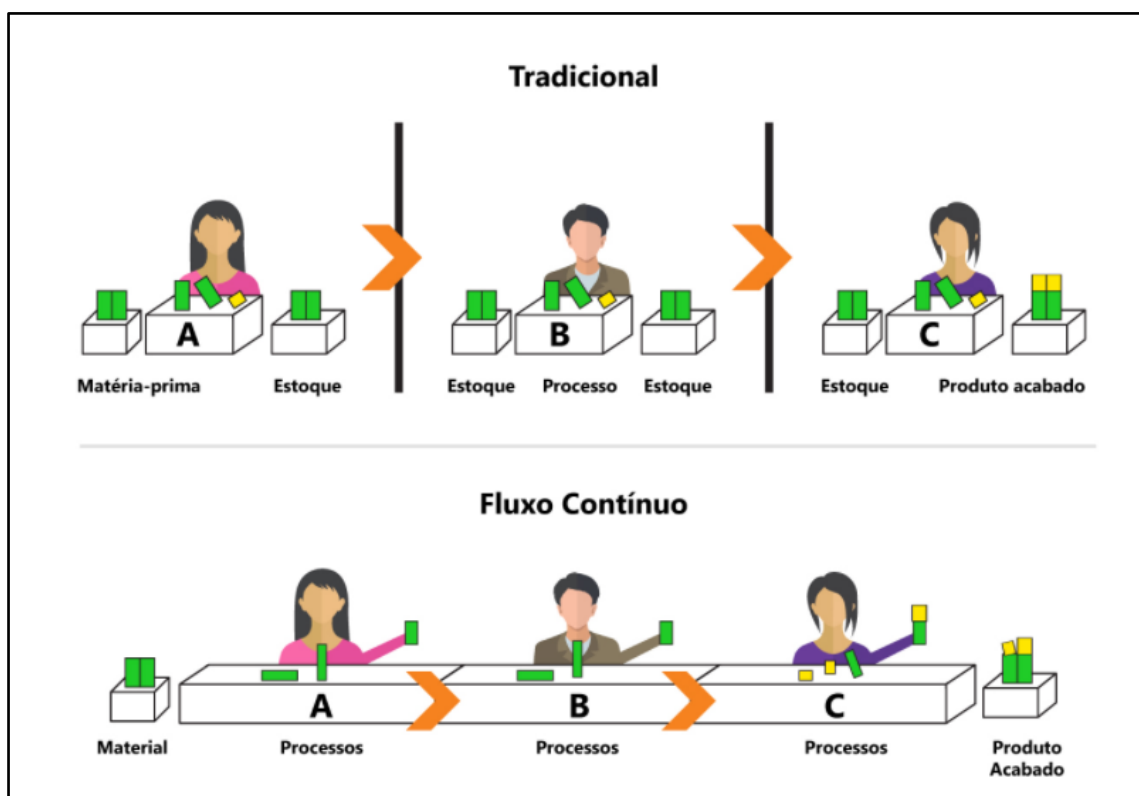 Tradicional
A
B
C
Matéria-prima
Estoque
Estoque
Processo
Estoque
Estoque
Produto acabado
Fluxo Contínuo
A
B
C
Material
Processos
Processos
Processos
Produto
Acabado